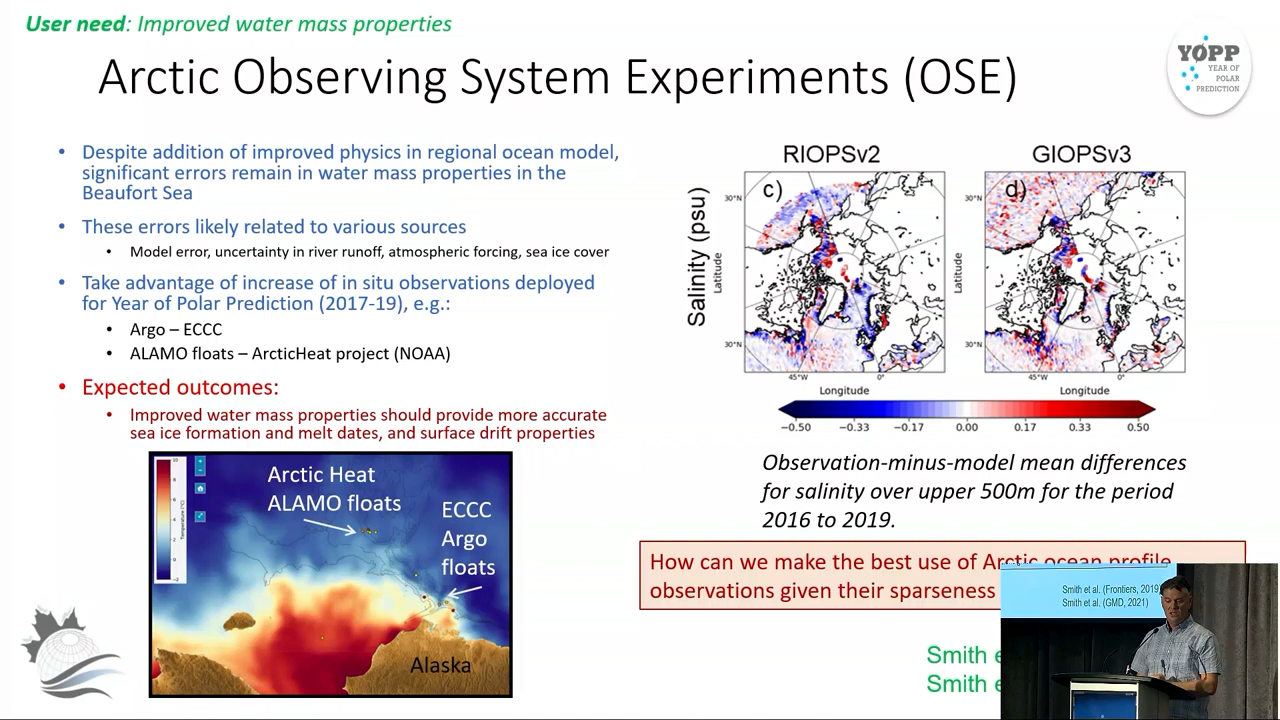 User need: Improved water mass properties
Arctic Observing System Experiments (OSE)
YOPP
YEAR OF
POLAR
PREDICTION
• Despite addition of improved physics in regional ocean model,
significant errors remain in water mass properties in the
Beaufort Sea
• These errors likely related to various sources
• Model error, uncertainty in river runoff, atmospheric forcing, sea ice cover
• Take advantage of increase of in situ observations deployed
for Year of Polar Prediction (2017-19), e.g.:
• Argo – ECCC
• ALAMO floats – ArcticHeat project (NOAA)
• Expected outcomes:
• Improved water mass properties should provide more accurate
sea ice formation and melt dates, and surface drift properties
Arctic Heat
ALAMO floats
ECCC
Argo
floats
Alaska
Temperature (°C)
RIOPSv2
GIOPSv3
Salinity (psu)
c)
d)
30°N
30°N
Latitude
Latitude
30°N
30°N
45°W
0°
45°W
0°
Longitude
Longitude
−0.50 −0.33 −0.17 0.00 0.17 0.33 0.50
Observation-minus-model mean differences
for salinity over upper 500m for the period
2016 to 2019.
How can we make the best use of Arctic ocean profile
observations given their sparseness
Smith e
Smith e
Smith et al. (Frontiers, 2019)
Smith et al. (GMD, 2021)